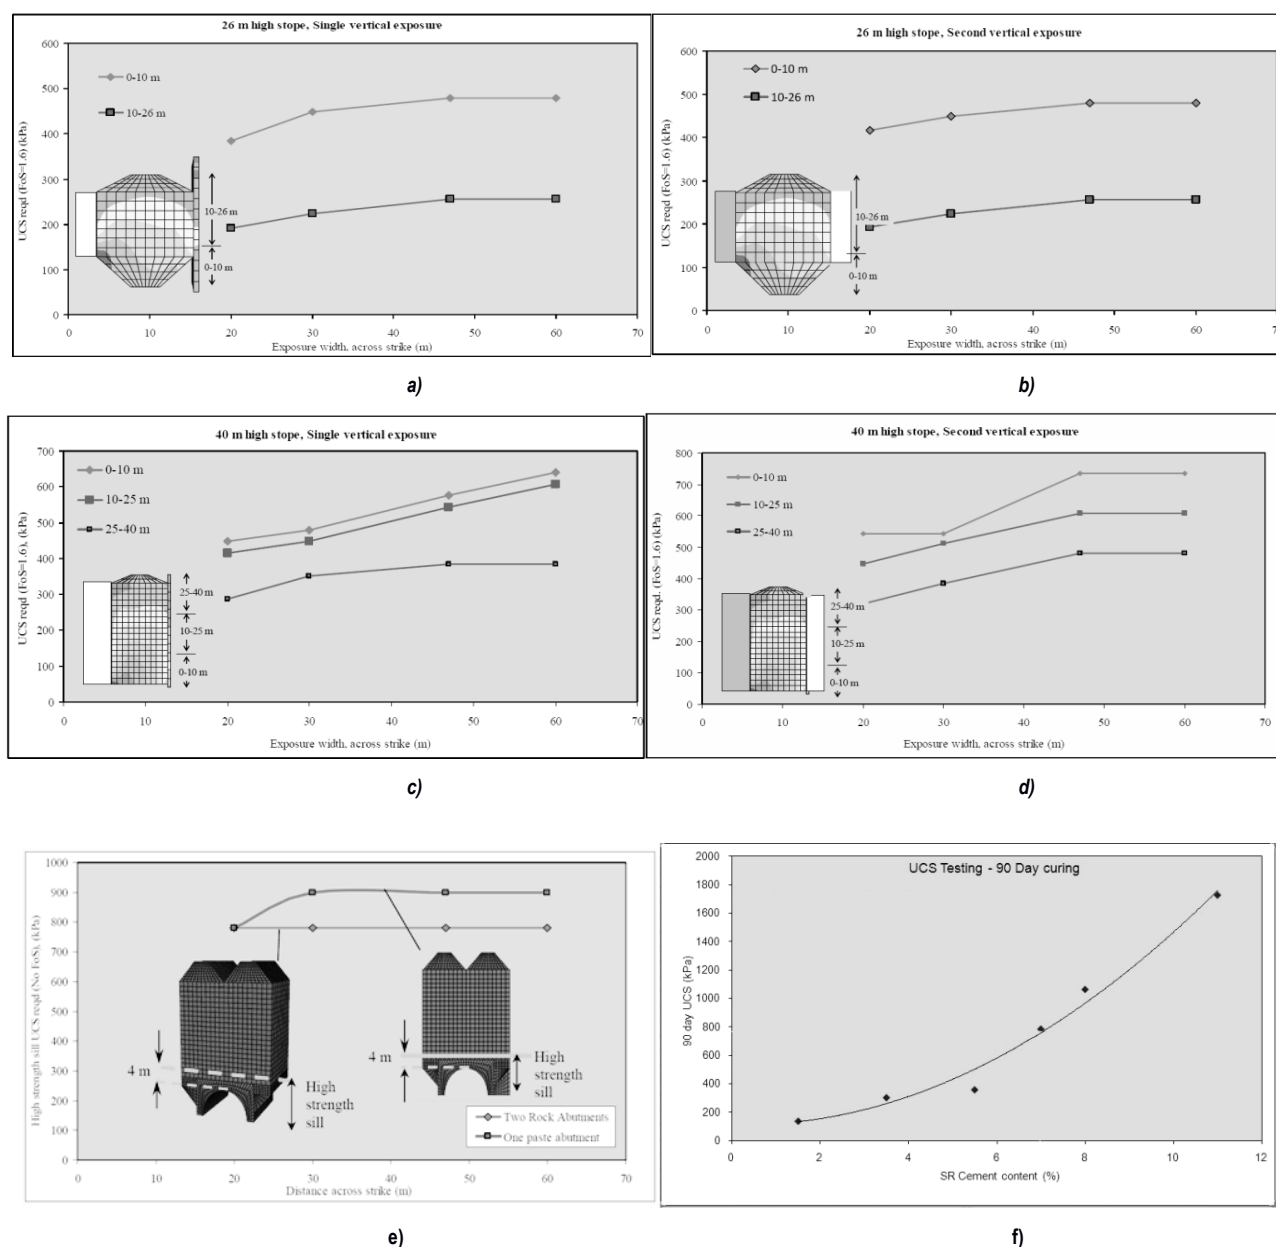 26 m high stope, Single vertical exposure
600
500
400
300
200
100
0
0-10 m
10-26 m
10-26 m
0-10 m
0 10 20 30 40 50 60 70
Exposure width, across strike (m)
UCS reqd (FoS=1.6) (kPa)
a)
26 m high stope, Second vertical exposure
600
500
400
300
200
100
0
0-10 m
10-26 m
10-26 m
0-10 m
0 10 20 30 40 50 60 7
Exposure width, across strike (m)
UCS reqd (FoS=1.6) (kPa)
b)
40 m high stope, Single vertical exposure
700
600
500
400
300
200
100
0
0-10 m
10-25 m
25-40 m
25-40 m
10-25 m
0-10 m
0 10 20 30 40 50 60 70
Exposure width, across strike (m)
UCS reqd (FoS=1.6), (kPa)
c)
40 m high stope, Second vertical exposure
800
700
600
500
400
300
200
100
0
0-10 m
10-25 m
25-40 m
25-40 m
10-25 m
0-10 m
0 10 20 30 40 50 60 70
Exposure width, across strike (m)
UCS reqd. (FoS=1.6) (kPa)
d)
1000
900
800
700
600
500
400
300
200
100
0
4 m
High
strength
sill
4 m
High
strength
sill
Two Rock Abutments
One paste abutment
0 10 20 30 40 50 60 70
Distance across strike (m)
High strength sill UCS reqd (No FoS), (kPa)
e)
UCS Testing - 90 Day curing
2000
1800
1600
1400
1200
1000
800
600
400
200
0
0 2 4 6 8 10 12
SR Cement content (%)
90 day UCS (kPa)
f)